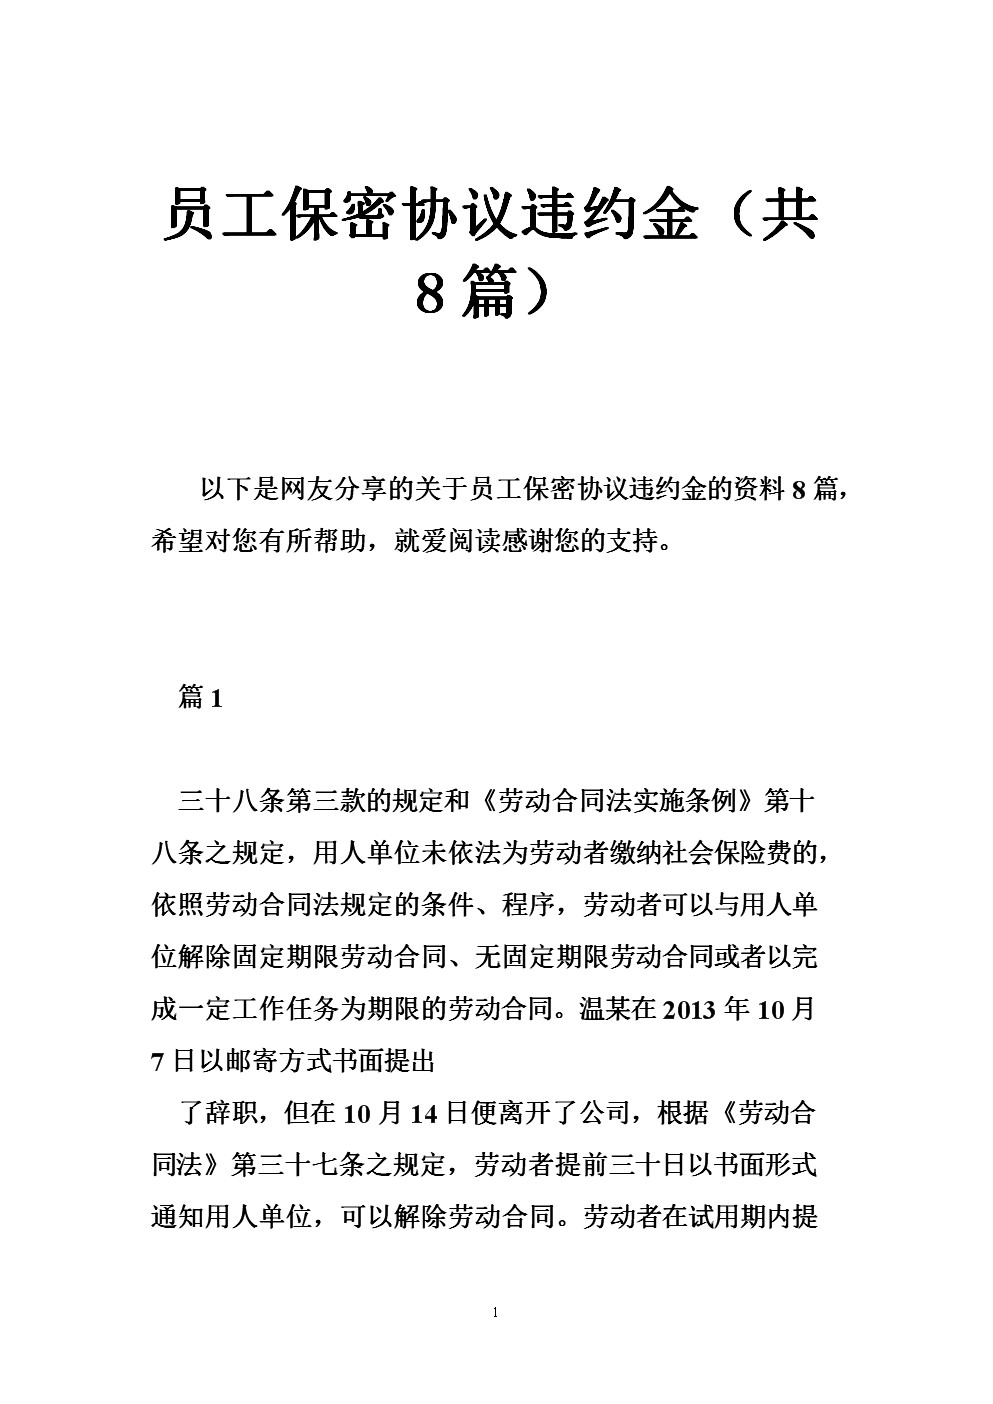 员工保密协议违约金（共
8 篇）
以下是网友分享的关于员工保密协议违约金的资料 8 篇，
希望对您有所帮助，就爱阅读感谢您的支持。
篇 1
三十八条第三款的规定和《劳动合同法实施条例》第十
八条之规定，用人单位未依法为劳动者缴纳社会保险费的，
依照劳动合同法规定的条件、程序，劳动者可以与用人单
位解除固定期限劳动合同、无固定期限劳动合同或者以完
成一定工作任务为期限的劳动合同。温某在 2013 年 10 月
7 日以邮寄方式书面提出
了辞职，但在 10 月 14 日便离开了公司，根据《劳动合
同法》第三十七条之规定，劳动者提前三十日以书面形式
通知用人单位，可以解除劳动合同。劳动者在试用期内提
1